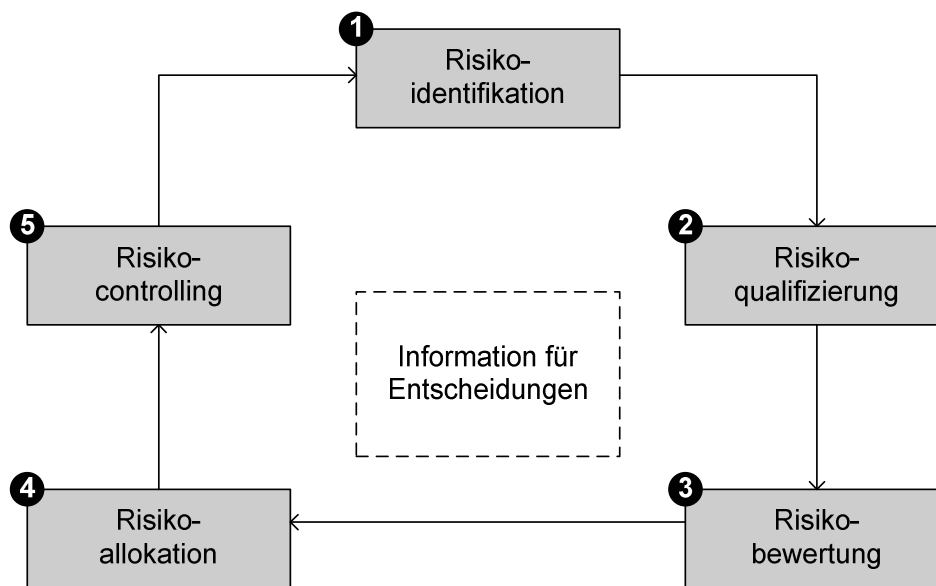 1
Risiko-
identifikation
2
Risiko-
qualifizierung
3
Risiko-
bewertung
4
Risiko-
allokation
5
Risiko-
controlling
Information für
Entscheidungen